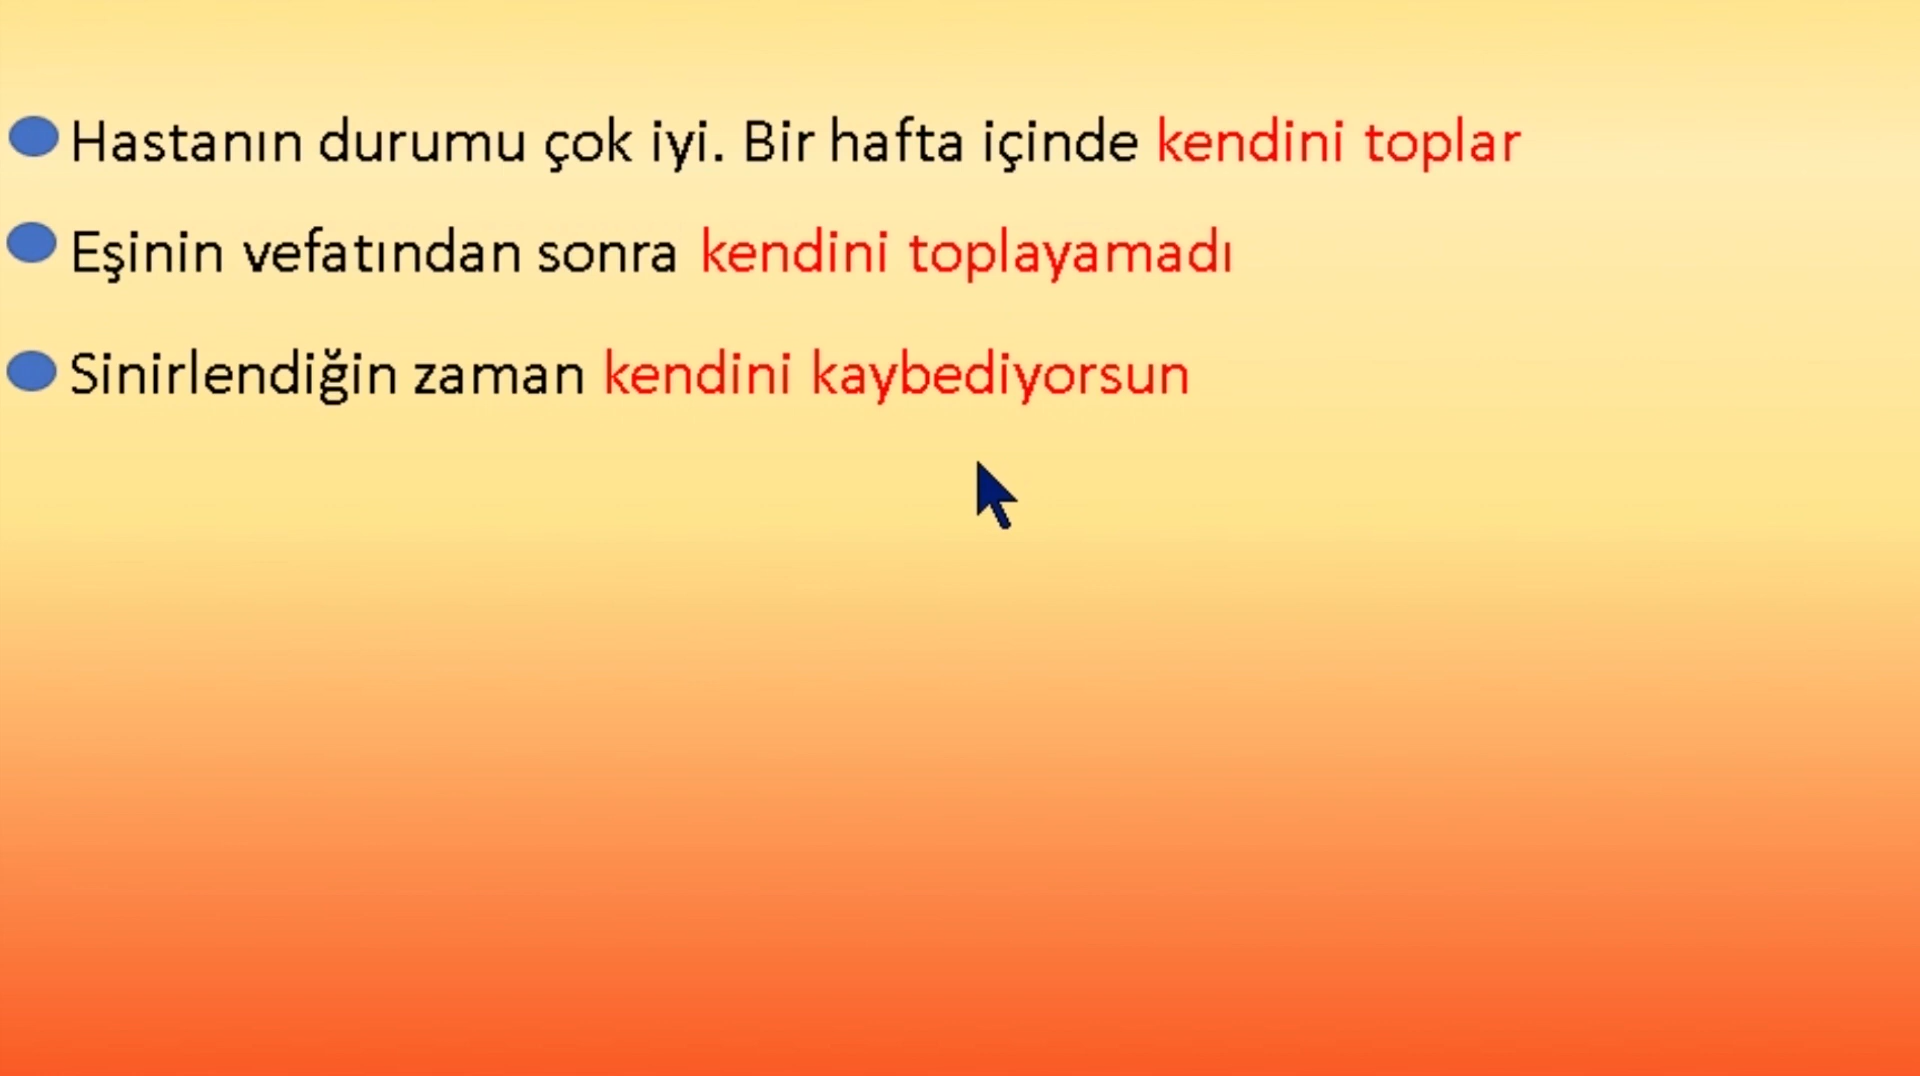 Hastanın durumu çok iyi. Bir hafta içinde kendini toplar
Eşinin vefatından sonra kendini toplayamadı
Sinirlendiğin zaman kendini kaybediyorsun